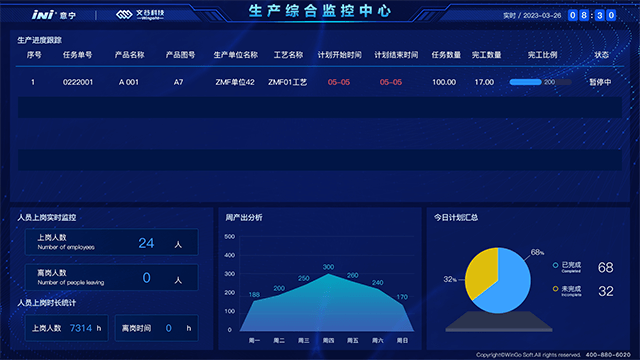 iNi® 意宁
文谷科技
—WinGo Soft—
生产综合监控中心
实时 / 2023-03-26 08:30
生产进度跟踪
序号 任务单号 产品名称 产品图号 生产单位名称 工艺名称 计划开始时间 计划结束时间 任务数量 完工数量 完工比例 状态
1 0222001 A 001 A7 ZMF单位42 ZMF01工艺 05-05 05-05 100.00 17.00 200 暂停中
人员上岗实时监控
上岗人数
Number of employees
24 人
离岗人数
Number of people leaving
0 人
人员上岗时长统计
上岗人数 7314 h
离岗时间 0 h
周产出分析
500
400
300
200
100
0
188 200 250 300 260 240 170
周一 周二 周三 周四 周五 周六 周日
今日计划汇总
68%
32%
已完成
Completed
68
未完成
Incomplete
32
Copyright©WinGo Soft.All rights reserved. 400-880-6020